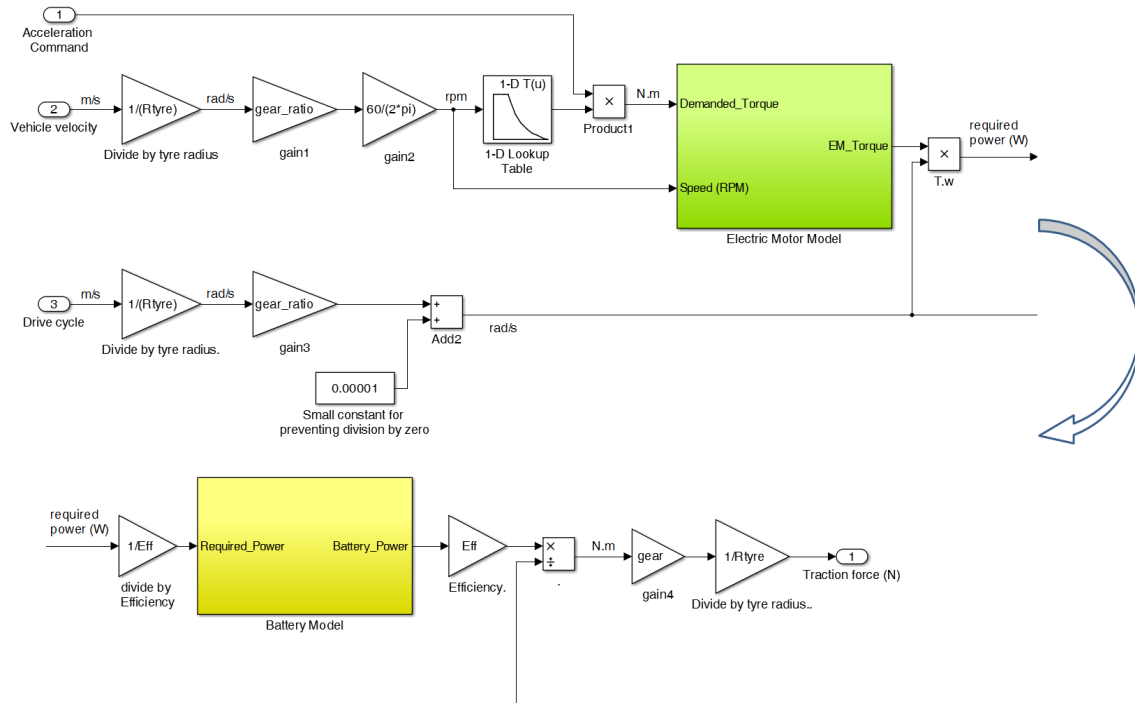 1
Acceleration
Command
2
m/s
Vehicle velocity
1/(Rtyre)
Divide by tyre radius
rad/s
gear_ratio
gain1
60/(2*pi)
gain2
rpm
1-D T(u)
1-D Lookup
Table
×
Product1
N.m
Demanded_Torque
EM_Torque
Speed (RPM)
Electric Motor Model
×
T.w
required
power (W)
3
m/s
Drive cycle
1/(Rtyre)
Divide by tyre radius.
rad/s
gear_ratio
gain3
+
+
Add2
rad/s
0.00001
Small constant for
preventing division by zero
required
power (W)
1/Eff
divide by
Efficiency
Required_Power
Battery_Power
Battery Model
Eff
Efficiency.
×
÷
.
N.m
gear
gain4
1/Rtyre
Divide by tyre radius..
1
Traction force (N)